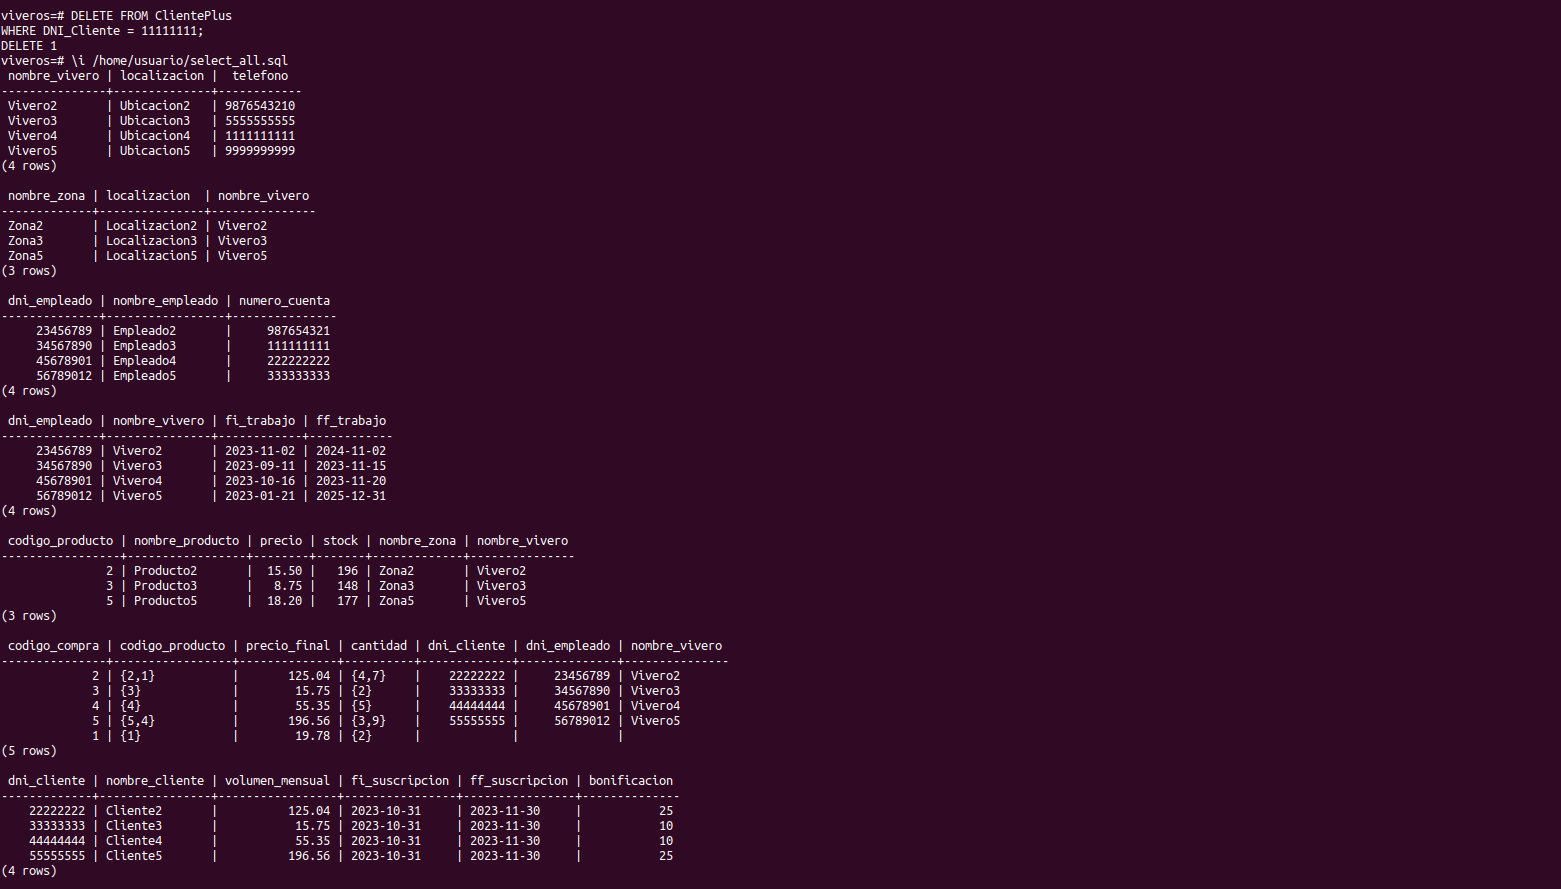 viveros=# DELETE FROM ClientePlus
WHERE DNI_Cliente = 11111111;
DELETE 1
viveros=# \i /home/usuario/select_all.sql
 nombre_vivero | localizacion |  telefono
---------------+--------------+------------
 Vivero2       | Ubicacion2   | 9876543210
 Vivero3       | Ubicacion3   | 5555555555
 Vivero4       | Ubicacion4   | 1111111111
 Vivero5       | Ubicacion5   | 9999999999
(4 rows)

 nombre_zona | localizacion  | nombre_vivero
-------------+---------------+---------------
 Zona2       | Localizacion2 | Vivero2
 Zona3       | Localizacion3 | Vivero3
 Zona5       | Localizacion5 | Vivero5
(3 rows)

 dni_empleado | nombre_empleado | numero_cuenta
--------------+-----------------+---------------
     23456789 | Empleado2       |     987654321
     34567890 | Empleado3       |     111111111
     45678901 | Empleado4       |     222222222
     56789012 | Empleado5       |     333333333
(4 rows)

 dni_empleado | nombre_vivero | fi_trabajo | ff_trabajo
--------------+---------------+------------+------------
     23456789 | Vivero2       | 2023-11-02 | 2024-11-02
     34567890 | Vivero3       | 2023-09-11 | 2023-11-15
     45678901 | Vivero4       | 2023-10-16 | 2023-11-20
     56789012 | Vivero5       | 2023-01-21 | 2025-12-31
(4 rows)

 codigo_producto | nombre_producto | precio | stock | nombre_zona | nombre_vivero
-----------------+-----------------+--------+-------+-------------+---------------
               2 | Producto2       |  15.50 |   196 | Zona2       | Vivero2
               3 | Producto3       |   8.75 |   148 | Zona3       | Vivero3
               5 | Producto5       |  18.20 |   177 | Zona5       | Vivero5
(3 rows)

 codigo_compra | codigo_producto | precio_final | cantidad | dni_cliente | dni_empleado | nombre_vivero
---------------+-----------------+--------------+----------+-------------+--------------+---------------
             2 | {2,1}           |       125.04 | {4,7}    |    22222222 |     23456789 | Vivero2
             3 | {3}             |        15.75 | {2}      |    33333333 |     34567890 | Vivero3
             4 | {4}             |        55.35 | {5}      |    44444444 |     45678901 | Vivero4
             5 | {5,4}           |       196.56 | {3,9}    |    55555555 |     56789012 | Vivero5
             1 | {1}             |        19.78 | {2}      |             |              |
(5 rows)

 dni_cliente | nombre_cliente | volumen_mensual | fi_suscripcion | ff_suscripcion | bonificacion
-------------+----------------+-----------------+----------------+----------------+--------------
    22222222 | Cliente2       |          125.04 | 2023-10-31     | 2023-11-30     |           25
    33333333 | Cliente3       |           15.75 | 2023-10-31     | 2023-11-30     |           10
    44444444 | Cliente4       |           55.35 | 2023-10-31     | 2023-11-30     |           10
    55555555 | Cliente5       |          196.56 | 2023-10-31     | 2023-11-30     |           25
(4 rows)